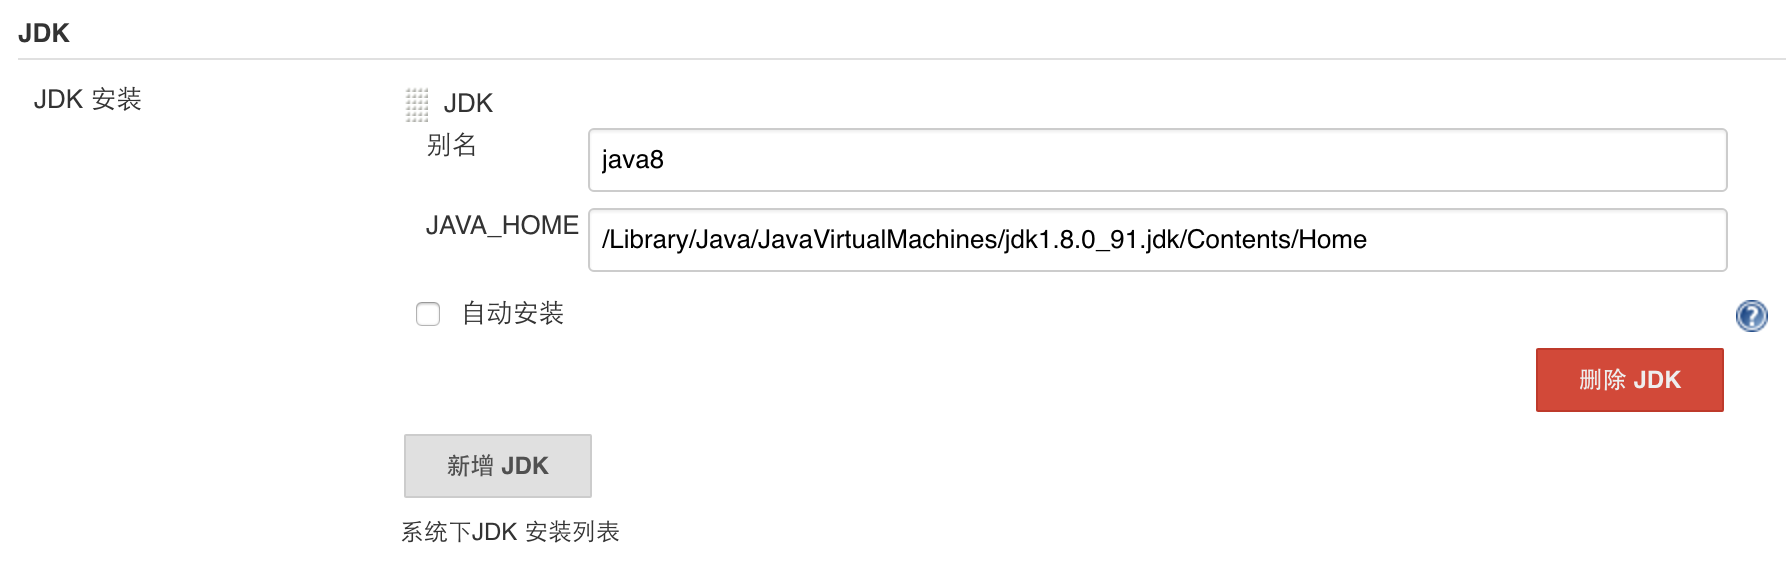 JDK
JDK 安装
JDK
别名
java8
JAVA_HOME
/Library/Java/JavaVirtualMachines/jdk1.8.0_91.jdk/Contents/Home
自动安装
?
删除 JDK
新增 JDK
系统下JDK 安装列表